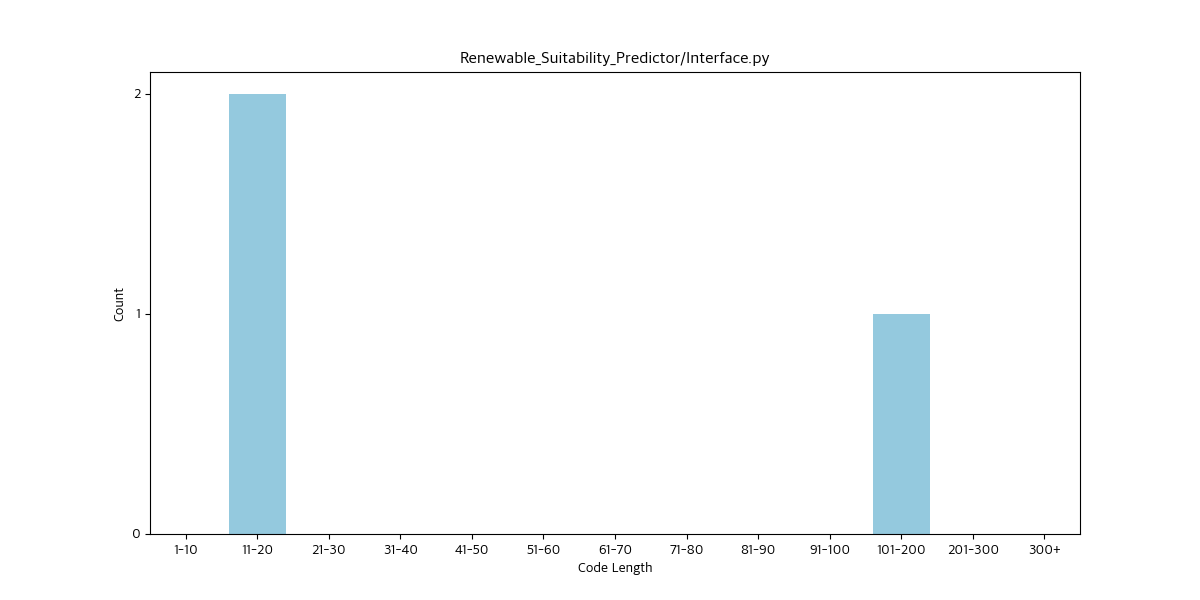 Renewable_Suitability_Predictor/Interface.py
2
1
0
Count
1-10 11-20 21-30 31-40 41-50 51-60 61-70 71-80 81-90 91-100 101-200 201-300 300+
Code Length